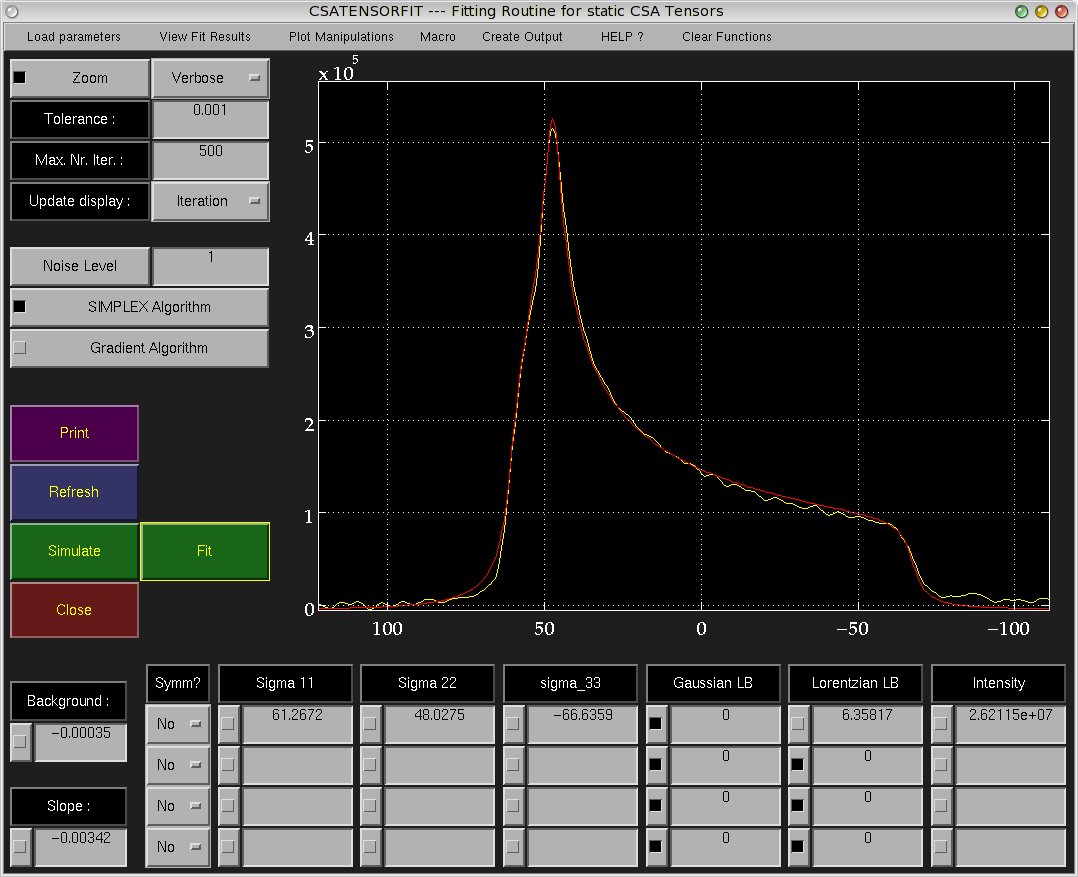 CSATENSORFIT --- Fitting Routine for static CSA Tensors
Load parameters View Fit Results Plot Manipulations Macro Create Output HELP ? Clear Functions
Zoom Verbose
Tolerance : 0.001
Max. Nr. Iter. : 500
Update display : Iteration
Noise Level 1
SIMPLEX Algorithm
Gradient Algorithm
Print
Refresh
Simulate Fit
Close
x 10^5
5
4
3
2
1
0
100 50 0 −50 −100
Background :
−0.00035
Slope :
−0.00342
Symm? Sigma 11 Sigma 22 sigma_33 Gaussian LB Lorentzian LB Intensity
No 61.2672 48.0275 −66.6359 0 6.35817 2.62115e+07
No 0 0
No 0 0
No 0 0